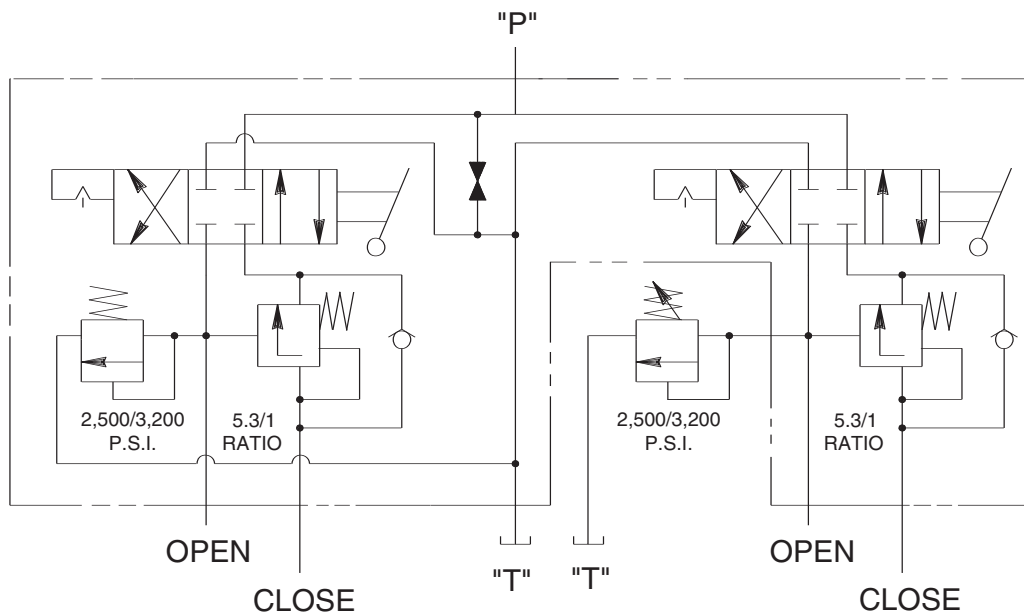 "P"
2,500/3,200
P.S.I.
5.3/1
RATIO
2,500/3,200
P.S.I.
5.3/1
RATIO
OPEN
CLOSE
"T"
"T"
OPEN
CLOSE